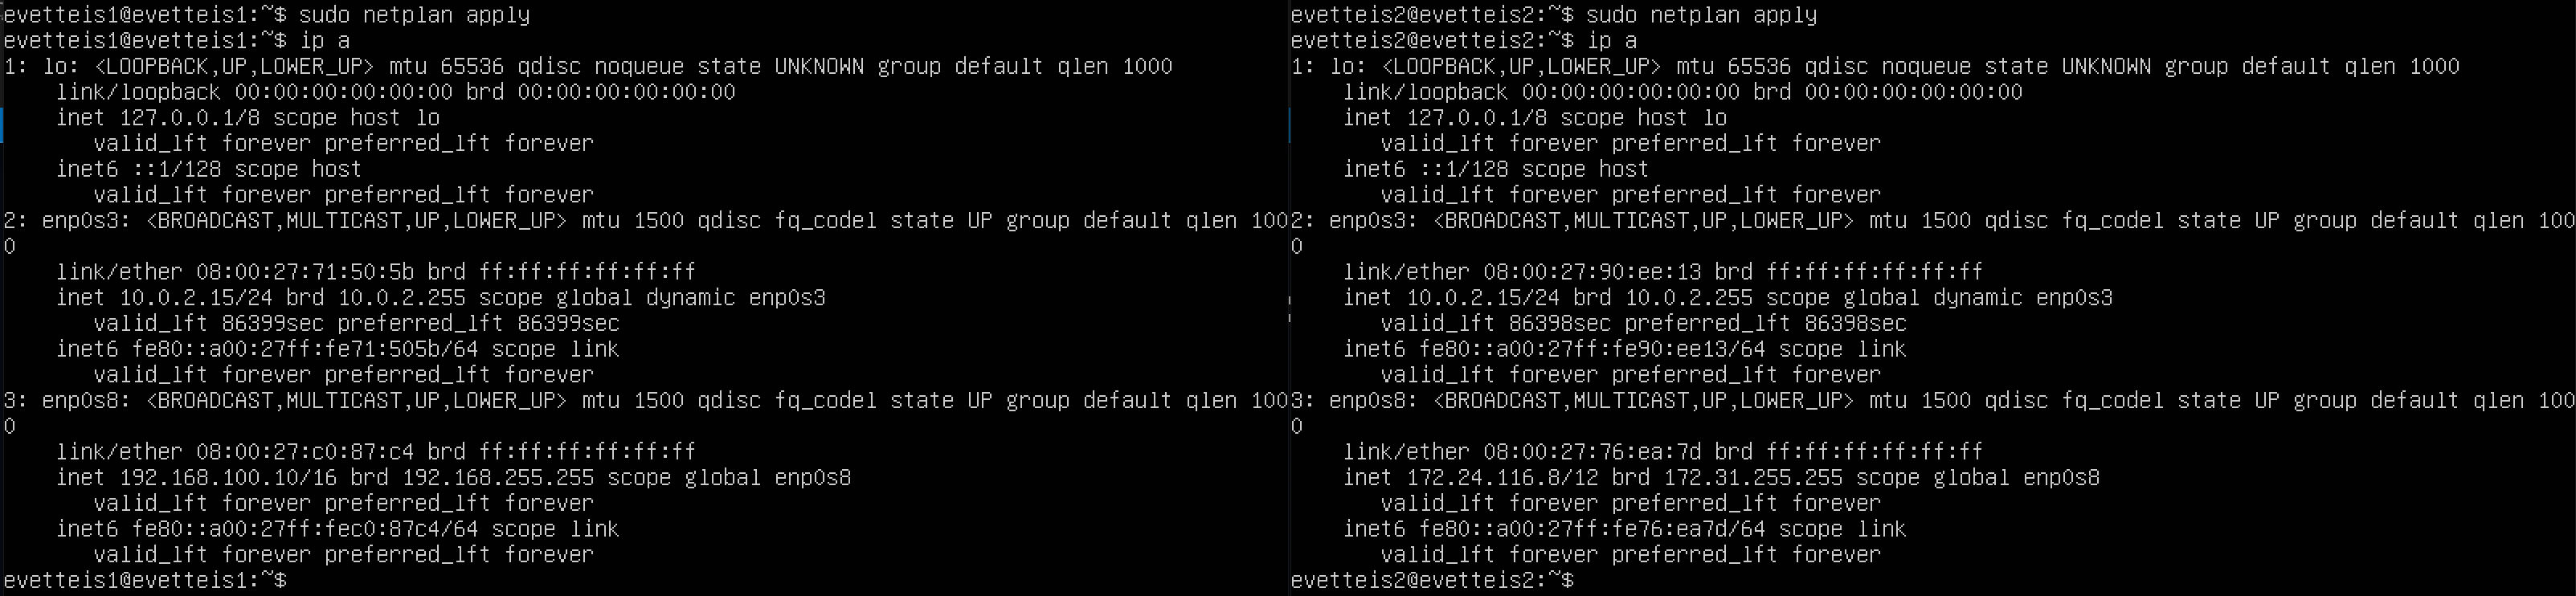 evetteis1@evetteis1:~$ sudo netplan apply
evetteis1@evetteis1:~$ ip a
1: lo: <LOOPBACK,UP,LOWER_UP> mtu 65536 qdisc noqueue state UNKNOWN group default qlen 1000
    link/loopback 00:00:00:00:00:00 brd 00:00:00:00:00:00
    inet 127.0.0.1/8 scope host lo
       valid_lft forever preferred_lft forever
    inet6 ::1/128 scope host
       valid_lft forever preferred_lft forever
2: enp0s3: <BROADCAST,MULTICAST,UP,LOWER_UP> mtu 1500 qdisc fq_codel state UP group default qlen 100
0
    link/ether 08:00:27:71:50:5b brd ff:ff:ff:ff:ff:ff
    inet 10.0.2.15/24 brd 10.0.2.255 scope global dynamic enp0s3
       valid_lft 86399sec preferred_lft 86399sec
    inet6 fe80::a00:27ff:fe71:505b/64 scope link
       valid_lft forever preferred_lft forever
3: enp0s8: <BROADCAST,MULTICAST,UP,LOWER_UP> mtu 1500 qdisc fq_codel state UP group default qlen 100
0
    link/ether 08:00:27:c0:87:c4 brd ff:ff:ff:ff:ff:ff
    inet 192.168.100.10/16 brd 192.168.255.255 scope global enp0s8
       valid_lft forever preferred_lft forever
    inet6 fe80::a00:27ff:fec0:87c4/64 scope link
       valid_lft forever preferred_lft forever
evetteis1@evetteis1:~$
evetteis2@evetteis2:~$ sudo netplan apply
evetteis2@evetteis2:~$ ip a
1: lo: <LOOPBACK,UP,LOWER_UP> mtu 65536 qdisc noqueue state UNKNOWN group default qlen 1000
    link/loopback 00:00:00:00:00:00 brd 00:00:00:00:00:00
    inet 127.0.0.1/8 scope host lo
       valid_lft forever preferred_lft forever
    inet6 ::1/128 scope host
       valid_lft forever preferred_lft forever
2: enp0s3: <BROADCAST,MULTICAST,UP,LOWER_UP> mtu 1500 qdisc fq_codel state UP group default qlen 100
0
    link/ether 08:00:27:90:ee:13 brd ff:ff:ff:ff:ff:ff
    inet 10.0.2.15/24 brd 10.0.2.255 scope global dynamic enp0s3
       valid_lft 86398sec preferred_lft 86398sec
    inet6 fe80::a00:27ff:fe90:ee13/64 scope link
       valid_lft forever preferred_lft forever
3: enp0s8: <BROADCAST,MULTICAST,UP,LOWER_UP> mtu 1500 qdisc fq_codel state UP group default qlen 100
0
    link/ether 08:00:27:76:ea:7d brd ff:ff:ff:ff:ff:ff
    inet 172.24.116.8/12 brd 172.31.255.255 scope global enp0s8
       valid_lft forever preferred_lft forever
    inet6 fe80::a00:27ff:fe76:ea7d/64 scope link
       valid_lft forever preferred_lft forever
evetteis2@evetteis2:~$